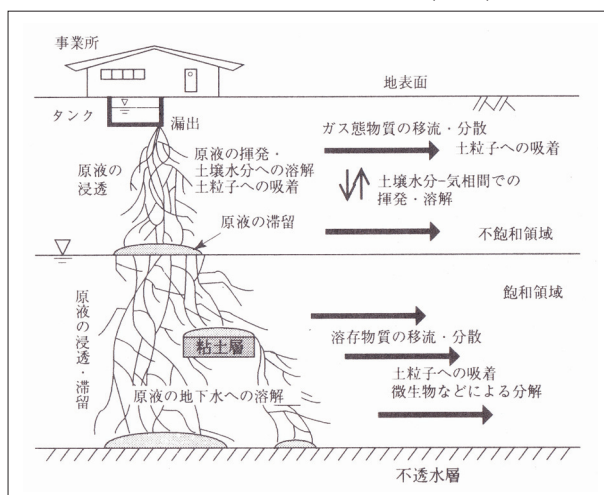 事業所
地表面
タンク
漏出
ガス態物質の移流・分散
土粒子への吸着
原液の
浸透
原液の揮発・
土壌水分への溶解
土粒子への吸着
土壌水分-気相間での
揮発・溶解
原液の滞留
不飽和領域
飽和領域
原液の浸透・滞留
粘土層
溶存物質の移流・分散
土粒子への吸着
微生物などによる分解
原液の地下水への溶解
不透水層